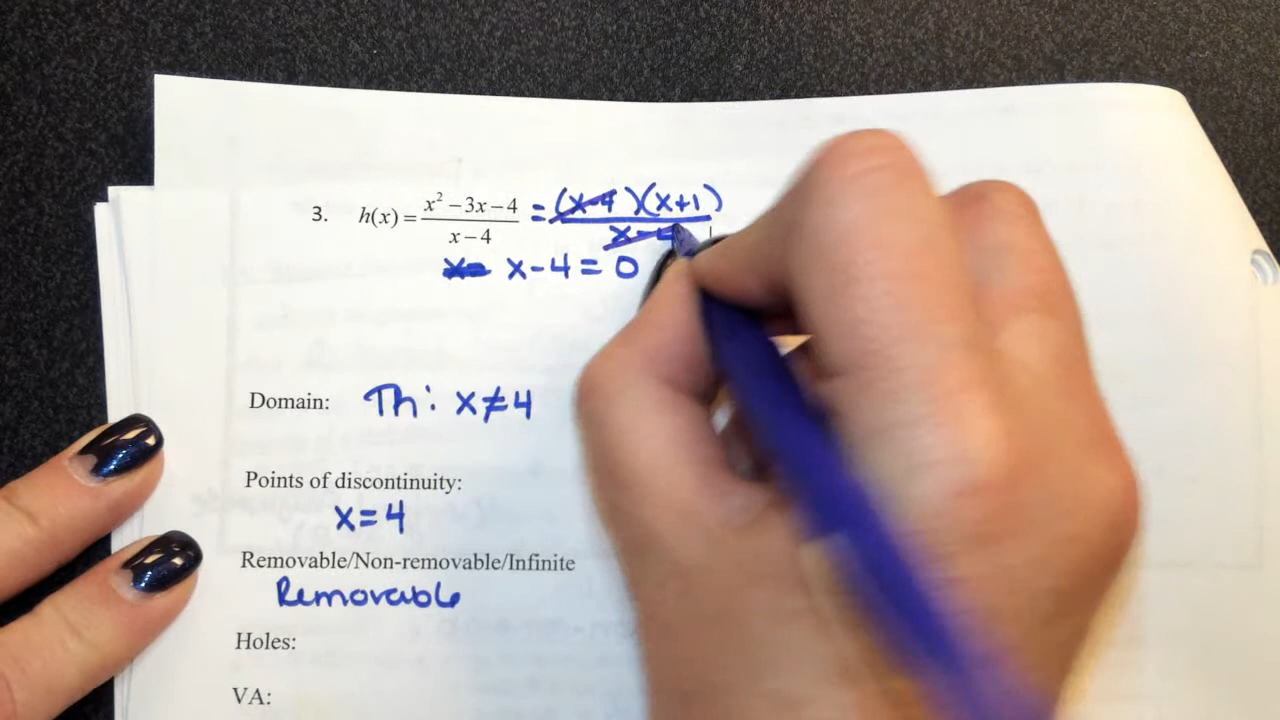 3. h(x) = x² − 3x − 4 / x − 4 = (x-4)(x+1) / x-4
x= x-4=0
Domain: Th: x≠4
Points of discontinuity:
x=4
Removable/Non-removable/Infinite
Removable
Holes:
VA: